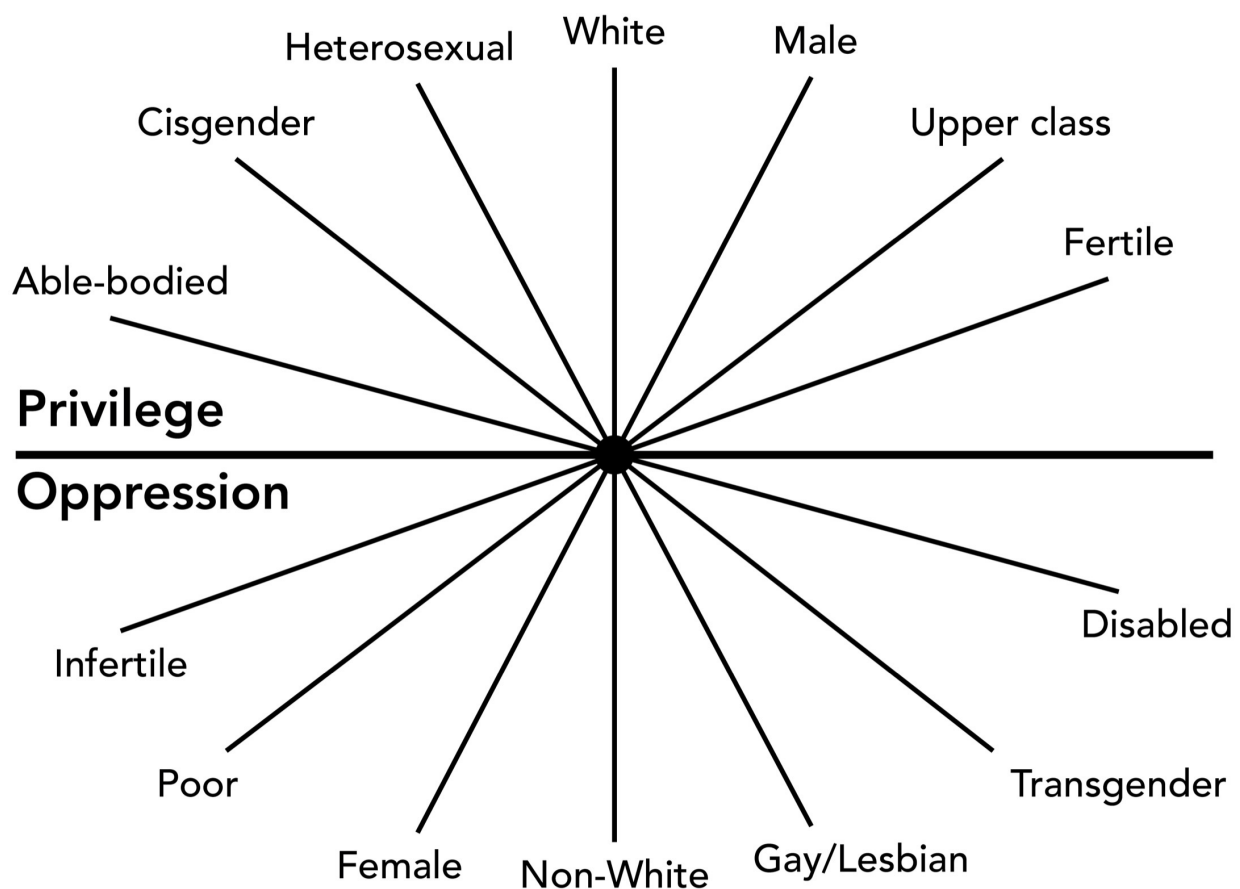 White
Heterosexual
Male
Cisgender
Upper class
Fertile
Able-bodied
Privilege
Oppression
Disabled
Infertile
Poor
Transgender
Female
Non-White
Gay/Lesbian